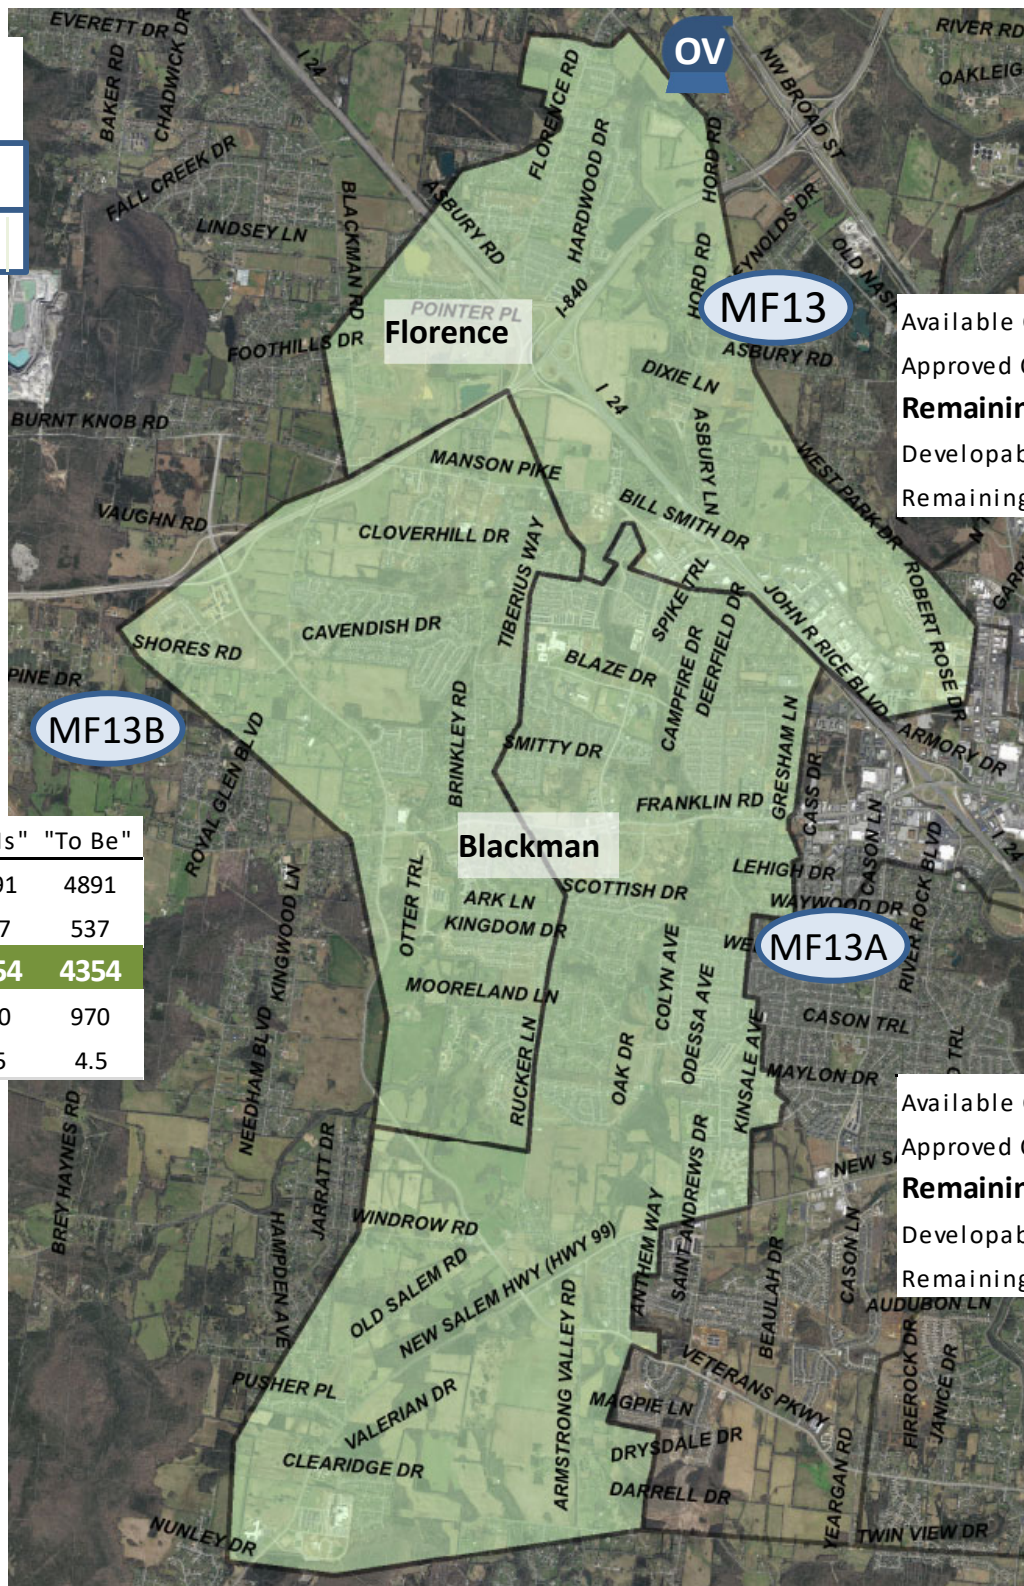 EVERETT DR
BAKER RD
CHADWICK DR
I 24
OV
NW BROAD ST
RIVER RD
FALL CREEK DR
LINDSEY LN
BLACKMAN RD
ASBURY RD
FLORENCE RD
HARDWOOD DR
HORD RD
HORD RD
OLD
MF13
ASBURY RD
POINTER PL
Florence
I-840
FOOTHILLS DR
DIXIE LN
I 24
ASBURY LN
BURNT KNOB RD
MANSON PIKE
WEST PARK DR
Available
Approved
Developab
Remaining
VAUGHN RD
CLOVERHILL DR
TIBERIUS WAY
BILL SMITH DR
SPIKE TRL
ROBERT ROSE DR
JOHN R RICE BLVD
SHORES RD
CAVENDISH DR
BLAZE DR
CAMPFIRE DR
DEERFIELD DR
PINE DR
MF13B
ROYAL GLEN BLVD
BRINKLEY RD
SMITTY DR
GRESHAM LN
CASS DR
ARMORY DR
FRANKLIN RD
I 24
"To Be"
4891
537
4354
970
4.5
Blackman
OTTER TRL
ARK LN
KINGDOM DR
SCOTTISH DR
LEHIGH DR
WAYWOOD DR
CASON LN
RIVER ROCK BLVD
MF13A
KINGWOOD LN
MOORELAND LN
COLYN AVE
ODESSA AVE
CASON TRL
NEEDHAM BLVD
RUCKER LN
OAK DR
KINSALE AVE
MAYLON DR
TRL
BREY HAYNES RD
JARRATT DR
HAMPDEN AVE
WINDROW RD
OLD SALEM RD
NEW SALEM HWY (HWY 99)
ANTHEM WAY
SAINT ANDREWS DR
NEW
BEAULAH DR
CASON LN
Available
Approved
Developab
Remaining
AUDUBON LN
PUSHER PL
VALERIAN DR
ARMSTRONG VALLEY RD
VETERANS PKWY
MAGPIE LN
FIREROCK DR
JANICE DR
CLEARIDGE DR
DRYSDALE DR
DARRELL DR
YEARGAN RD
NUNLEY DR
TWIN VIEW DR